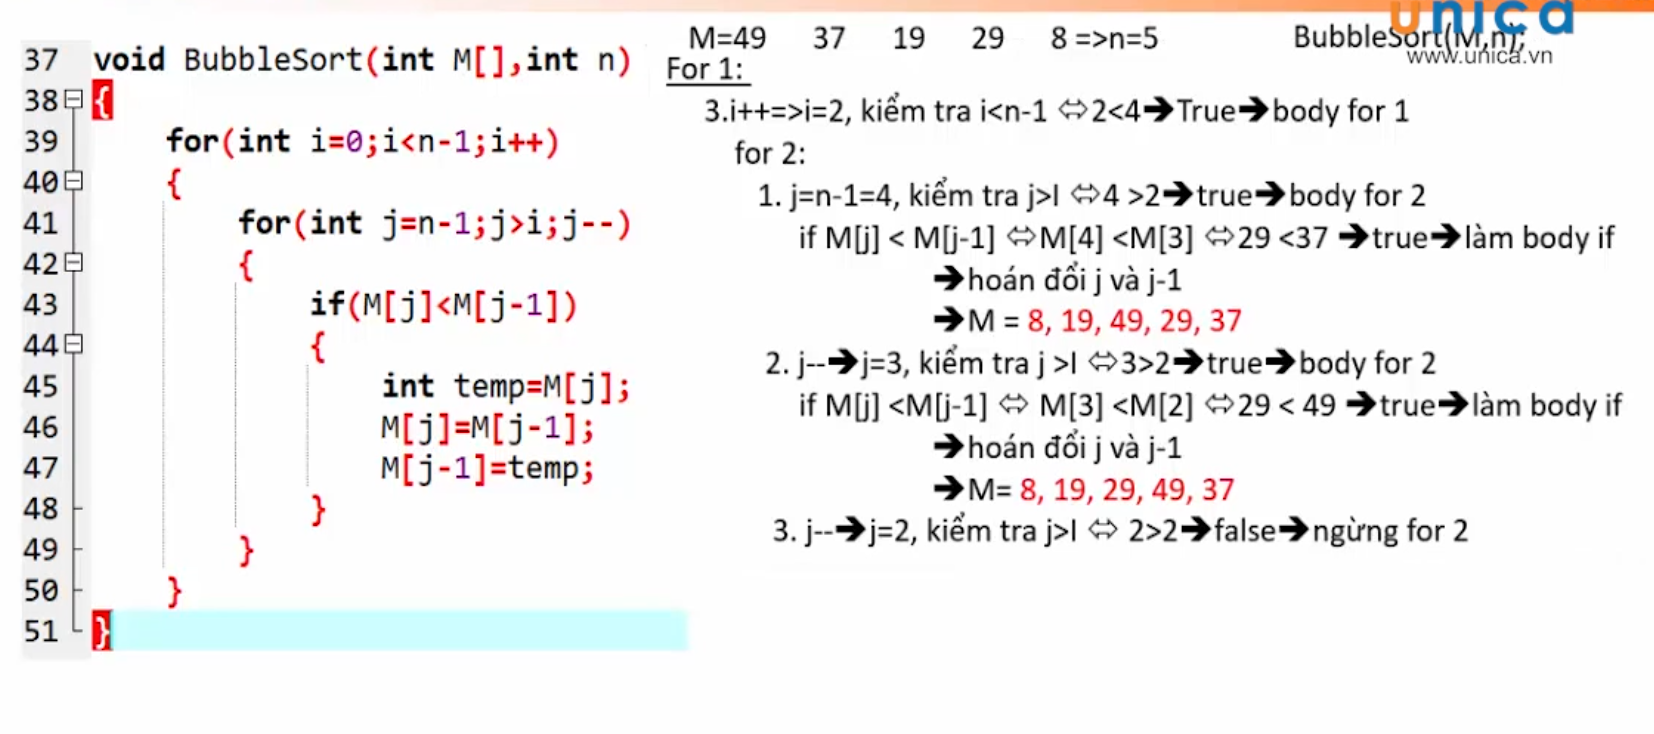 unica
www.unica.vn
M=49 37 19 29 8 =>n=5 BubbleSort(M,n);
37 void BubbleSort(int M[],int n)
38 {
39 for(int i=0;i<n-1;i++)
40 {
41 for(int j=n-1;j>i;j--)
42 {
43 if(M[j]<M[j-1])
44 {
45 int temp=M[j];
46 M[j]=M[j-1];
47 M[j-1]=temp;
48 }
49 }
50 }
51 }
For 1:
3.i++=>i=2, kiểm tra i<n-1 ⇔2<4➔True➔body for 1
for 2:
1. j=n-1=4, kiểm tra j>I ⇔4 >2➔true➔body for 2
if M[j] < M[j-1] ⇔M[4] <M[3] ⇔29 <37 ➔true➔làm body if
➔hoán đổi j và j-1
➔M = 8, 19, 49, 29, 37
2. j--➔j=3, kiểm tra j >I ⇔3>2➔true➔body for 2
if M[j] <M[j-1] ⇔ M[3] <M[2] ⇔29 < 49 ➔true➔làm body if
➔hoán đổi j và j-1
➔M= 8, 19, 29, 49, 37
3. j--➔j=2, kiểm tra j>I ⇔ 2>2➔false➔ngừng for 2